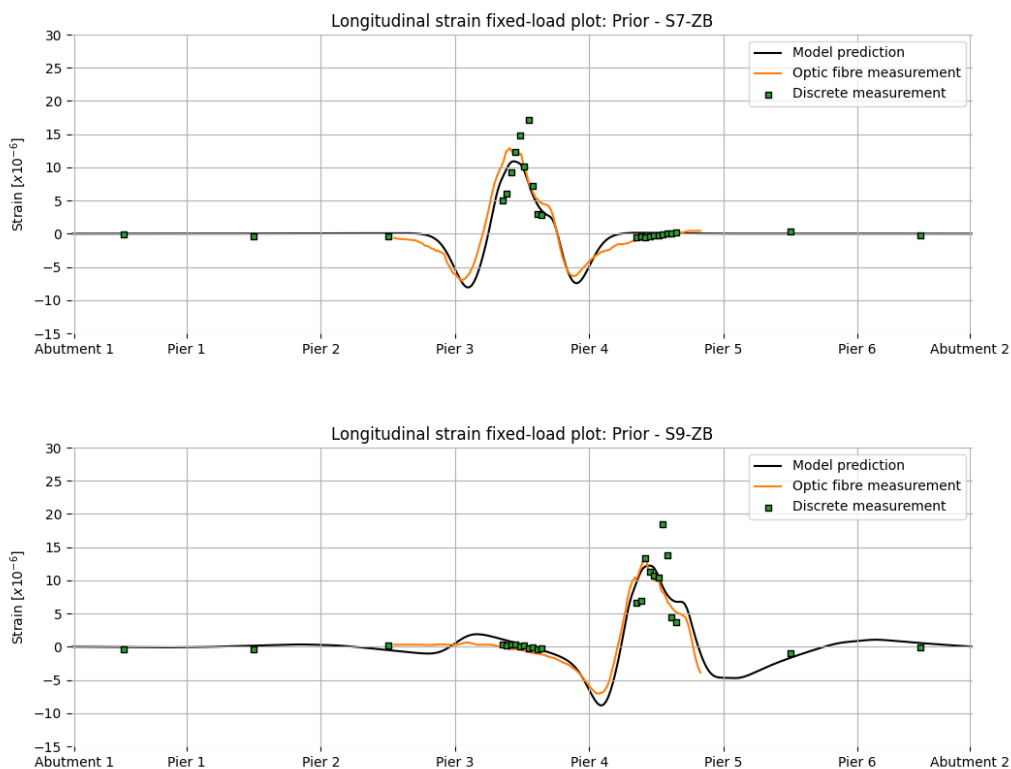 Longitudinal strain fixed-load plot: Prior - S7-ZB
30
25
20
15
10
5
0
−5
−10
−15
Strain [x10⁻⁶]
Model prediction
Optic fibre measurement
Discrete measurement
Abutment 1 Pier 1 Pier 2 Pier 3 Pier 4 Pier 5 Pier 6 Abutment 2
Longitudinal strain fixed-load plot: Prior - S9-ZB
30
25
20
15
10
5
0
−5
−10
−15
Strain [x10⁻⁶]
Model prediction
Optic fibre measurement
Discrete measurement
Abutment 1 Pier 1 Pier 2 Pier 3 Pier 4 Pier 5 Pier 6 Abutment 2